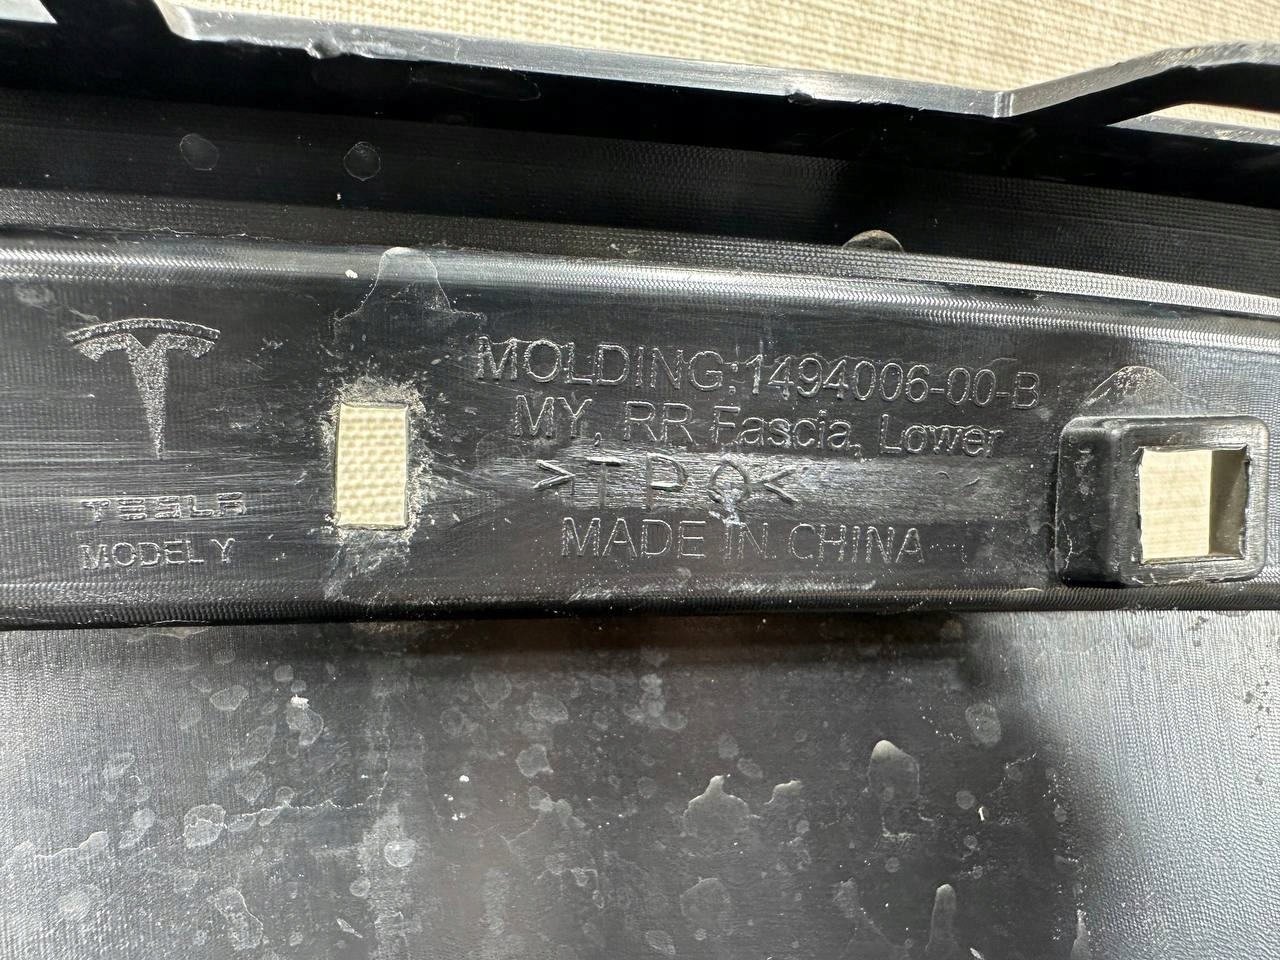 TESLA
MODEL Y
MOLDING:1494006-00-B
MY, RR Fascia, Lower
>TPO<
MADE IN CHINA